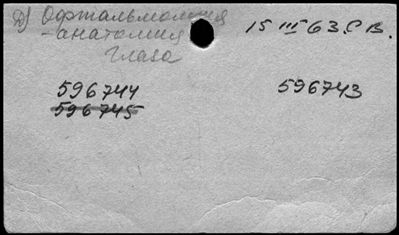 Д) Офтальмология
- анатомия
глаза
15 III 63. С В.
596744
596743
596745